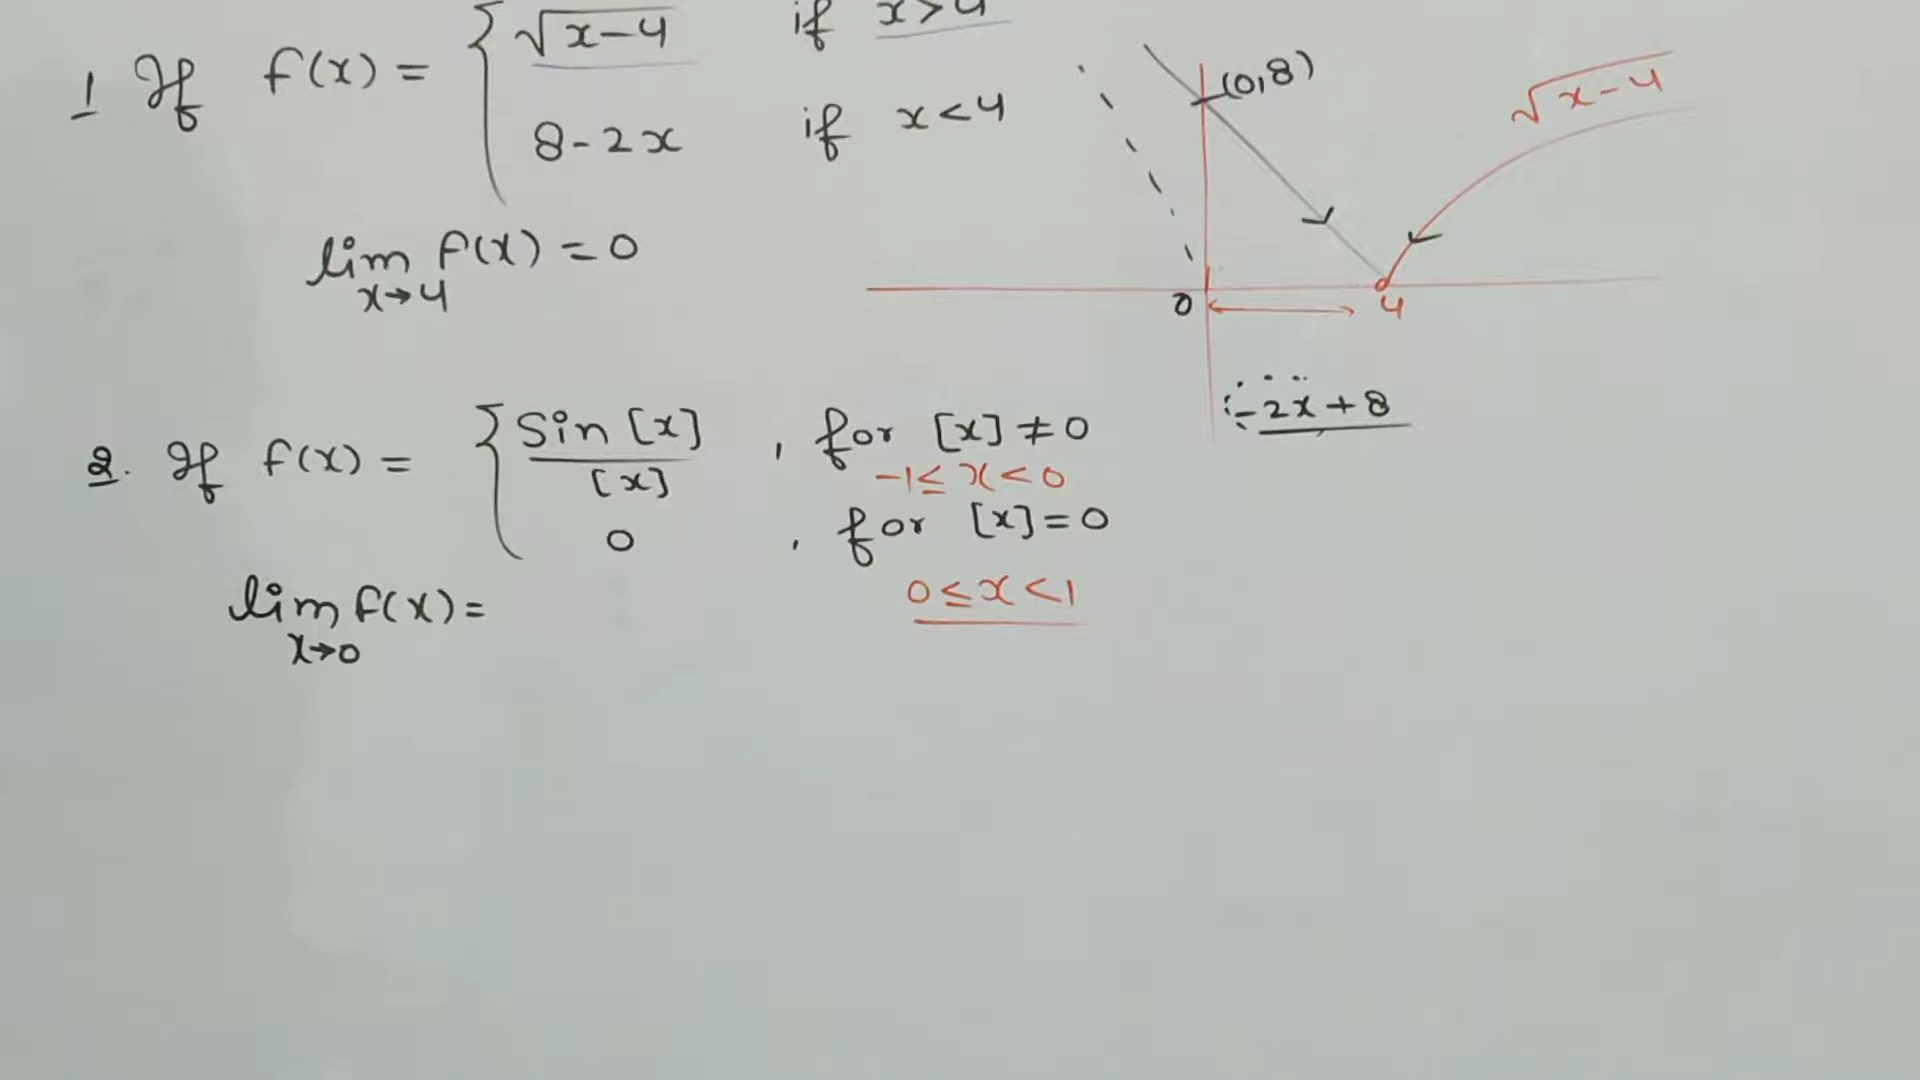 1 If f(x) = { √x-4 if x>4
8-2x if x<4
lim f(x) = 0
x→4
(0,8)
√x-4
0 4
-2x+8
2. If f(x) = { Sin [x] , for [x] ≠ 0
[x] -1≤ x < 0
0 , for [x] = 0
0 ≤ x < 1
lim f(x) =
x→0